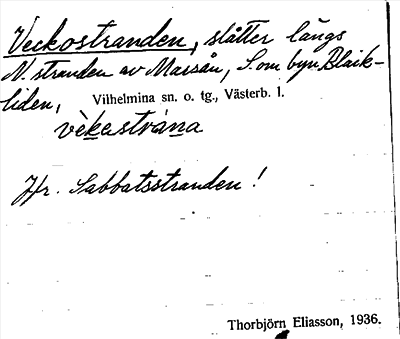 Veckostranden, slåtter längs
N. stranden av Marsån, S. om byn Blaik-
liden, Vilhelmina sn. o. tg., Västerb. l.
vèkastrána
Jfr. Sabbatsstranden!
Thorbjörn Eliasson, 1936.